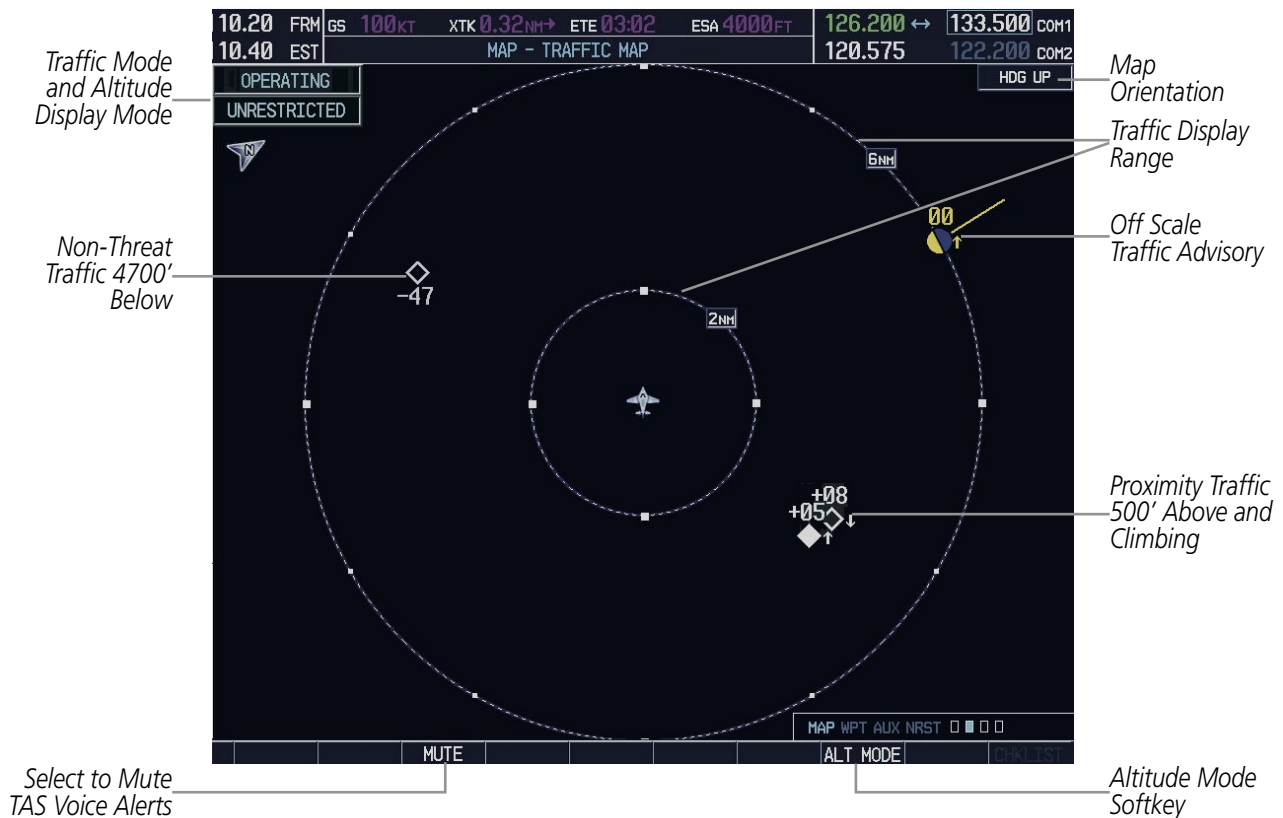 10.20 FRM GS 100KT XTK 0.32NM→ ETE 03:02 ESA 4000FT 126.200 ↔ 133.500 COM1
10.40 EST MAP - TRAFFIC MAP 120.575 122.200 COM2
OPERATING
UNRESTRICTED
HDG UP
Traffic Mode
and Altitude
Display Mode
Map
Orientation
N
Traffic Display
Range
6NM
00
Off Scale
Traffic Advisory
Non-Threat
Traffic 4700’
Below
-47
2NM
+08
+05
Proximity Traffic
500’ Above and
Climbing
MAP WPT AUX NRST
MUTE ALT MODE CHKLIST
Select to Mute
TAS Voice Alerts
Altitude Mode
Softkey